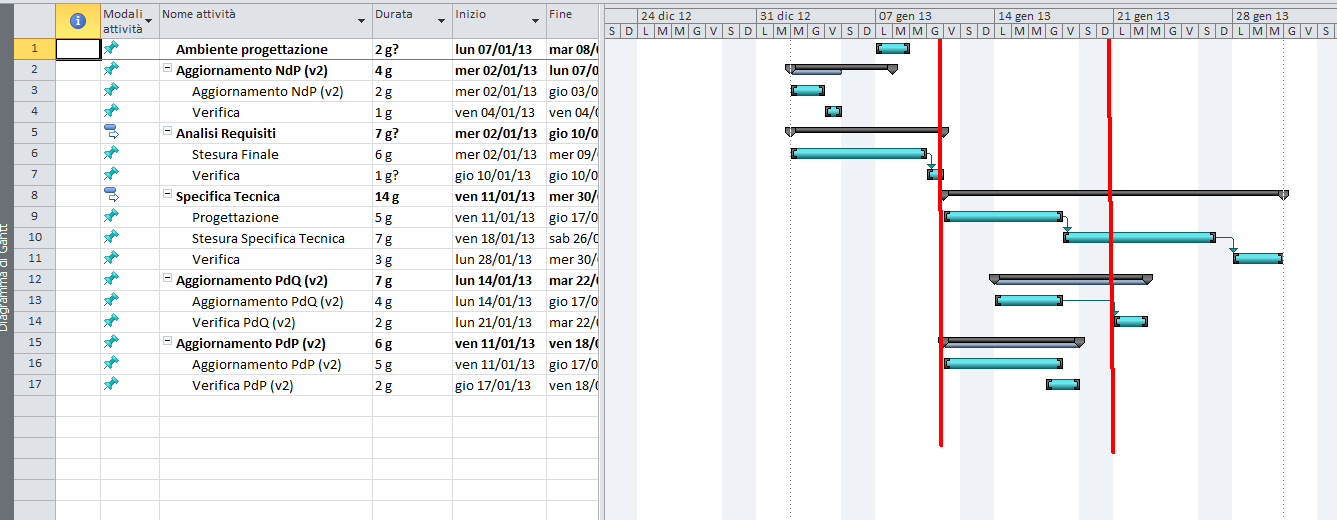 Modali attività Nome attività Durata Inizio Fine
24 dic 12 31 dic 12 07 gen 13 14 gen 13 21 gen 13 28 gen 13
S D L M M G V S D L M M G V S D L M M G V S D L M M G V S D L M M G V S D L M M G V S
1 Ambiente progettazione 2 g? lun 07/01/13 mar 08/0
2 Aggiornamento NdP (v2) 4 g mer 02/01/13 lun 07/0
3 Aggiornamento NdP (v2) 2 g mer 02/01/13 gio 03/0
4 Verifica 1 g ven 04/01/13 ven 04/0
5 Analisi Requisiti 7 g? mer 02/01/13 gio 10/0
6 Stesura Finale 6 g mer 02/01/13 mer 09/
7 Verifica 1 g? gio 10/01/13 gio 10/0
8 Specifica Tecnica 14 g ven 11/01/13 mer 30/
9 Progettazione 5 g ven 11/01/13 gio 17/0
10 Stesura Specifica Tecnica 7 g ven 18/01/13 sab 26/0
11 Verifica 3 g lun 28/01/13 mer 30/
12 Aggiornamento PdQ (v2) 7 g lun 14/01/13 mar 22/
13 Aggiornamento PdQ (v2) 4 g lun 14/01/13 gio 17/0
14 Verifica PdQ (v2) 2 g lun 21/01/13 mar 22/
15 Aggiornamento PdP (v2) 6 g ven 11/01/13 ven 18/
16 Aggiornamento PdP (v2) 5 g ven 11/01/13 gio 17/0
17 Verifica PdP (v2) 2 g gio 17/01/13 ven 18/0
Diagramma di Gantt